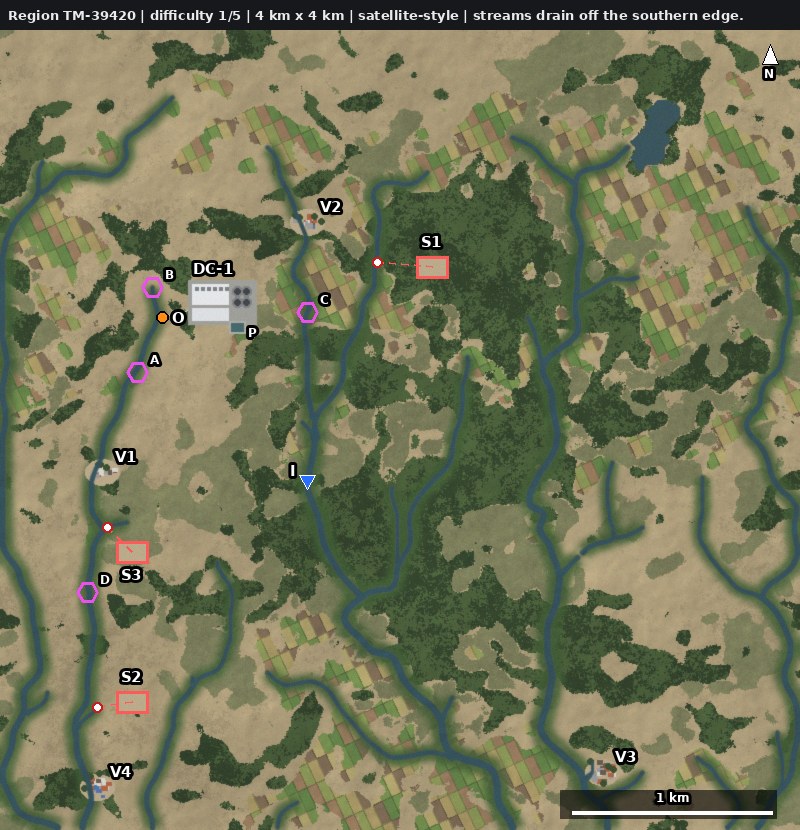 Region TM-39420 | difficulty 1/5 | 4 km x 4 km | satellite-style | streams drain off the southern edge.
N
V2
S1
B
DC-1
C
O
P
A
V1
I
S3
D
S2
V3
V4
1 km